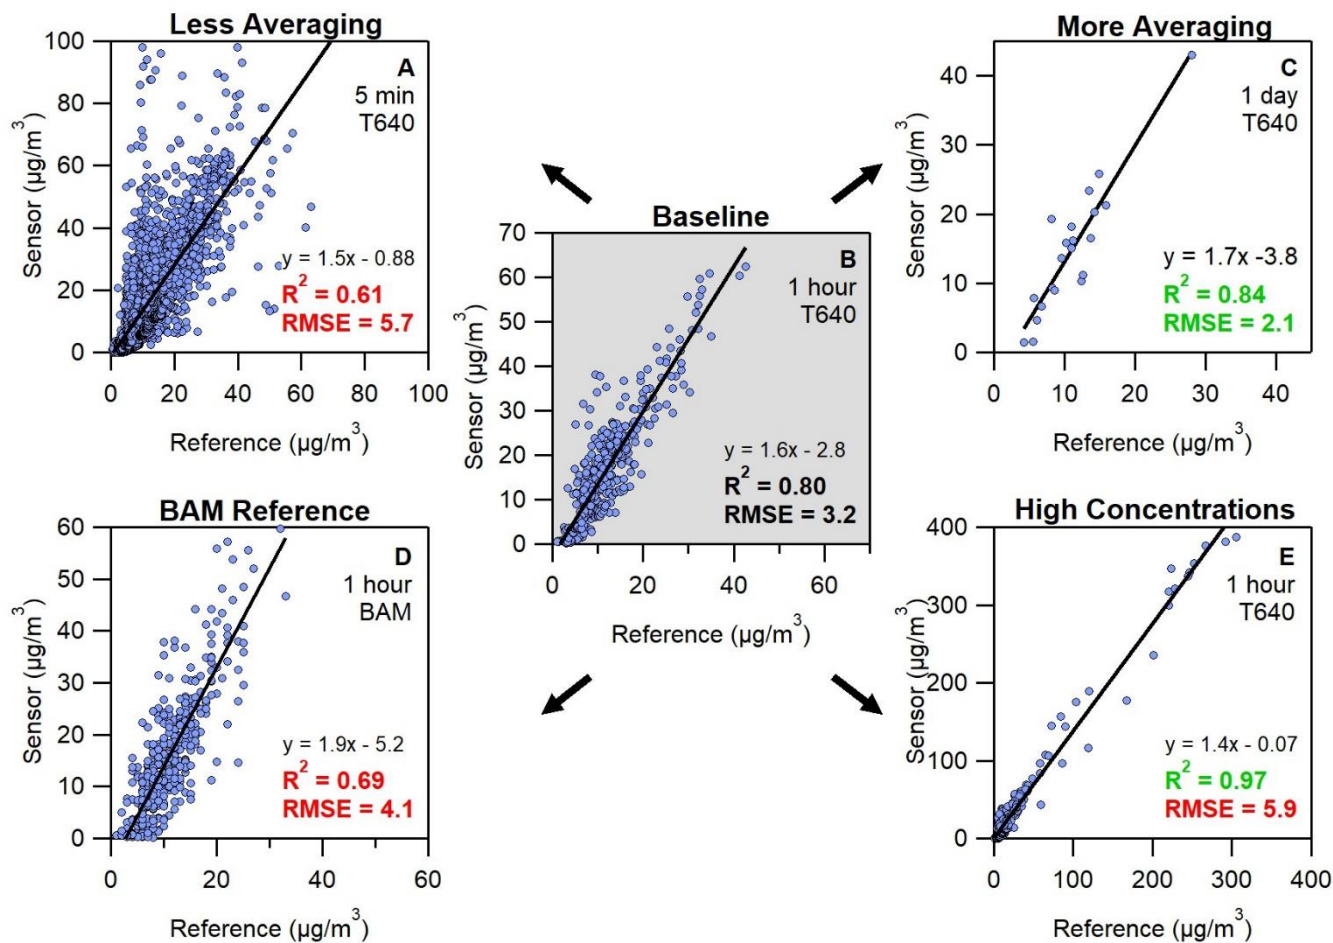 Less Averaging
100
80
60
40
20
0
Sensor (µg/m³)
A
5 min
T640
y = 1.5x - 0.88
R² = 0.61
RMSE = 5.7
0 20 40 60 80 100
Reference (µg/m³)
More Averaging
40
30
20
10
0
Sensor (µg/m³)
C
1 day
T640
y = 1.7x -3.8
R² = 0.84
RMSE = 2.1
0 10 20 30 40
Reference (µg/m³)
Baseline
70
60
50
40
30
20
10
0
Sensor (µg/m³)
B
1 hour
T640
y = 1.6x - 2.8
R² = 0.80
RMSE = 3.2
0 20 40 60
Reference (µg/m³)
BAM Reference
60
50
40
30
20
10
0
Sensor (µg/m³)
D
1 hour
BAM
y = 1.9x - 5.2
R² = 0.69
RMSE = 4.1
0 20 40 60
Reference (µg/m³)
High Concentrations
400
300
200
100
0
Sensor (µg/m³)
E
1 hour
T640
y = 1.4x - 0.07
R² = 0.97
RMSE = 5.9
0 100 200 300 400
Reference (µg/m³)